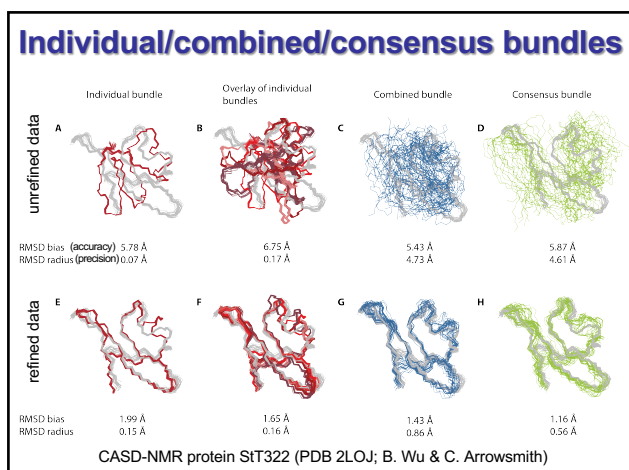 Individual/combined/consensus bundles
Individual bundle
Overlay of individual
bundles
Combined bundle
Consensus bundle
unrefined data
A
B
C
D
RMSD bias (accuracy) 5.78 Å 6.75 Å 5.43 Å 5.87 Å
RMSD radius (precision) 0.07 Å 0.17 Å 4.73 Å 4.61 Å
refined data
E
F
G
H
RMSD bias 1.99 Å 1.65 Å 1.43 Å 1.16 Å
RMSD radius 0.15 Å 0.16 Å 0.86 Å 0.56 Å
CASD-NMR protein StT322 (PDB 2LOJ; B. Wu & C. Arrowsmith)